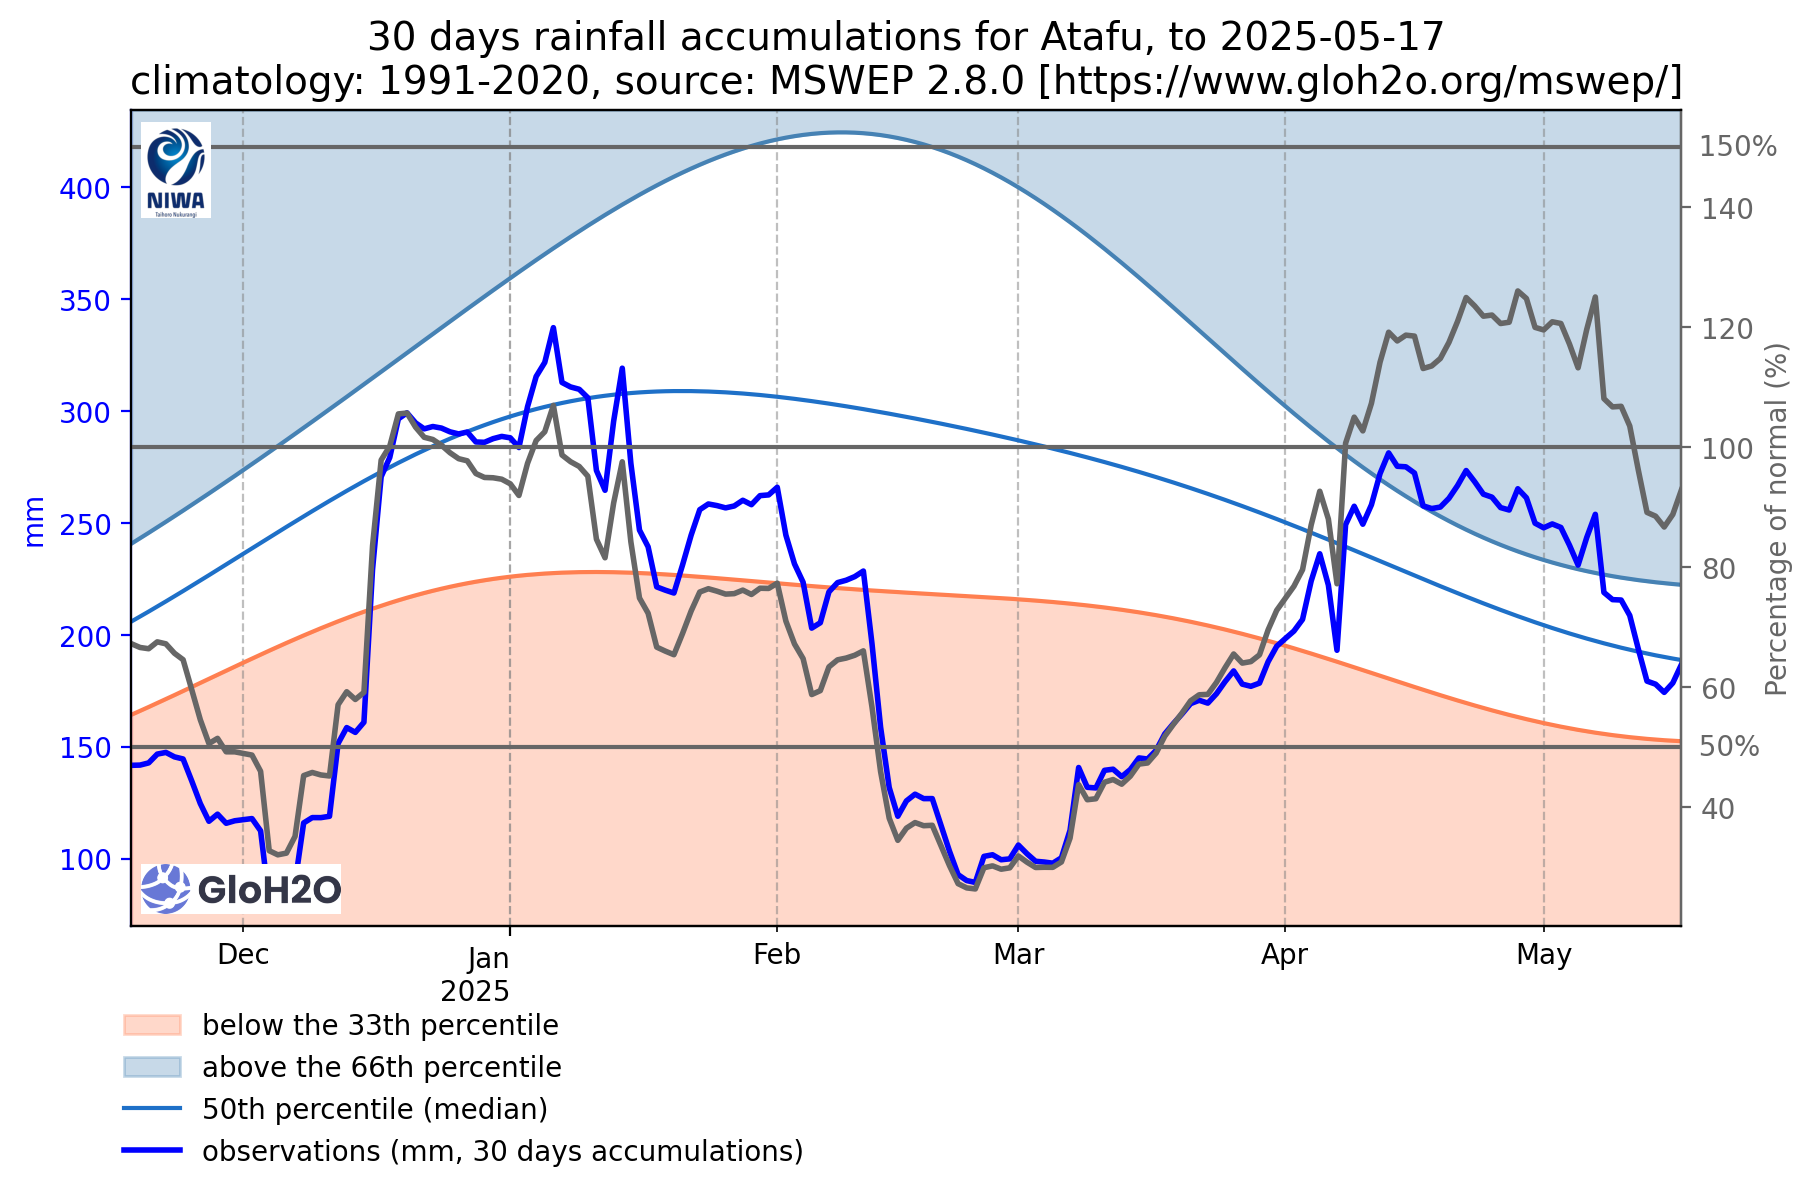 30 days rainfall accumulations for Atafu, to 2025-05-17
climatology: 1991-2020, source: MSWEP 2.8.0 [https://www.gloh2o.org/mswep/]
NIWA
Taihoro Nukurangi
150%
400
140
350
120
300
100
250
80
200
60
150
50%
40
100
mm
Percentage of normal (%)
GloH2O
Dec
Jan
2025
Feb
Mar
Apr
May
below the 33th percentile
above the 66th percentile
50th percentile (median)
observations (mm, 30 days accumulations)